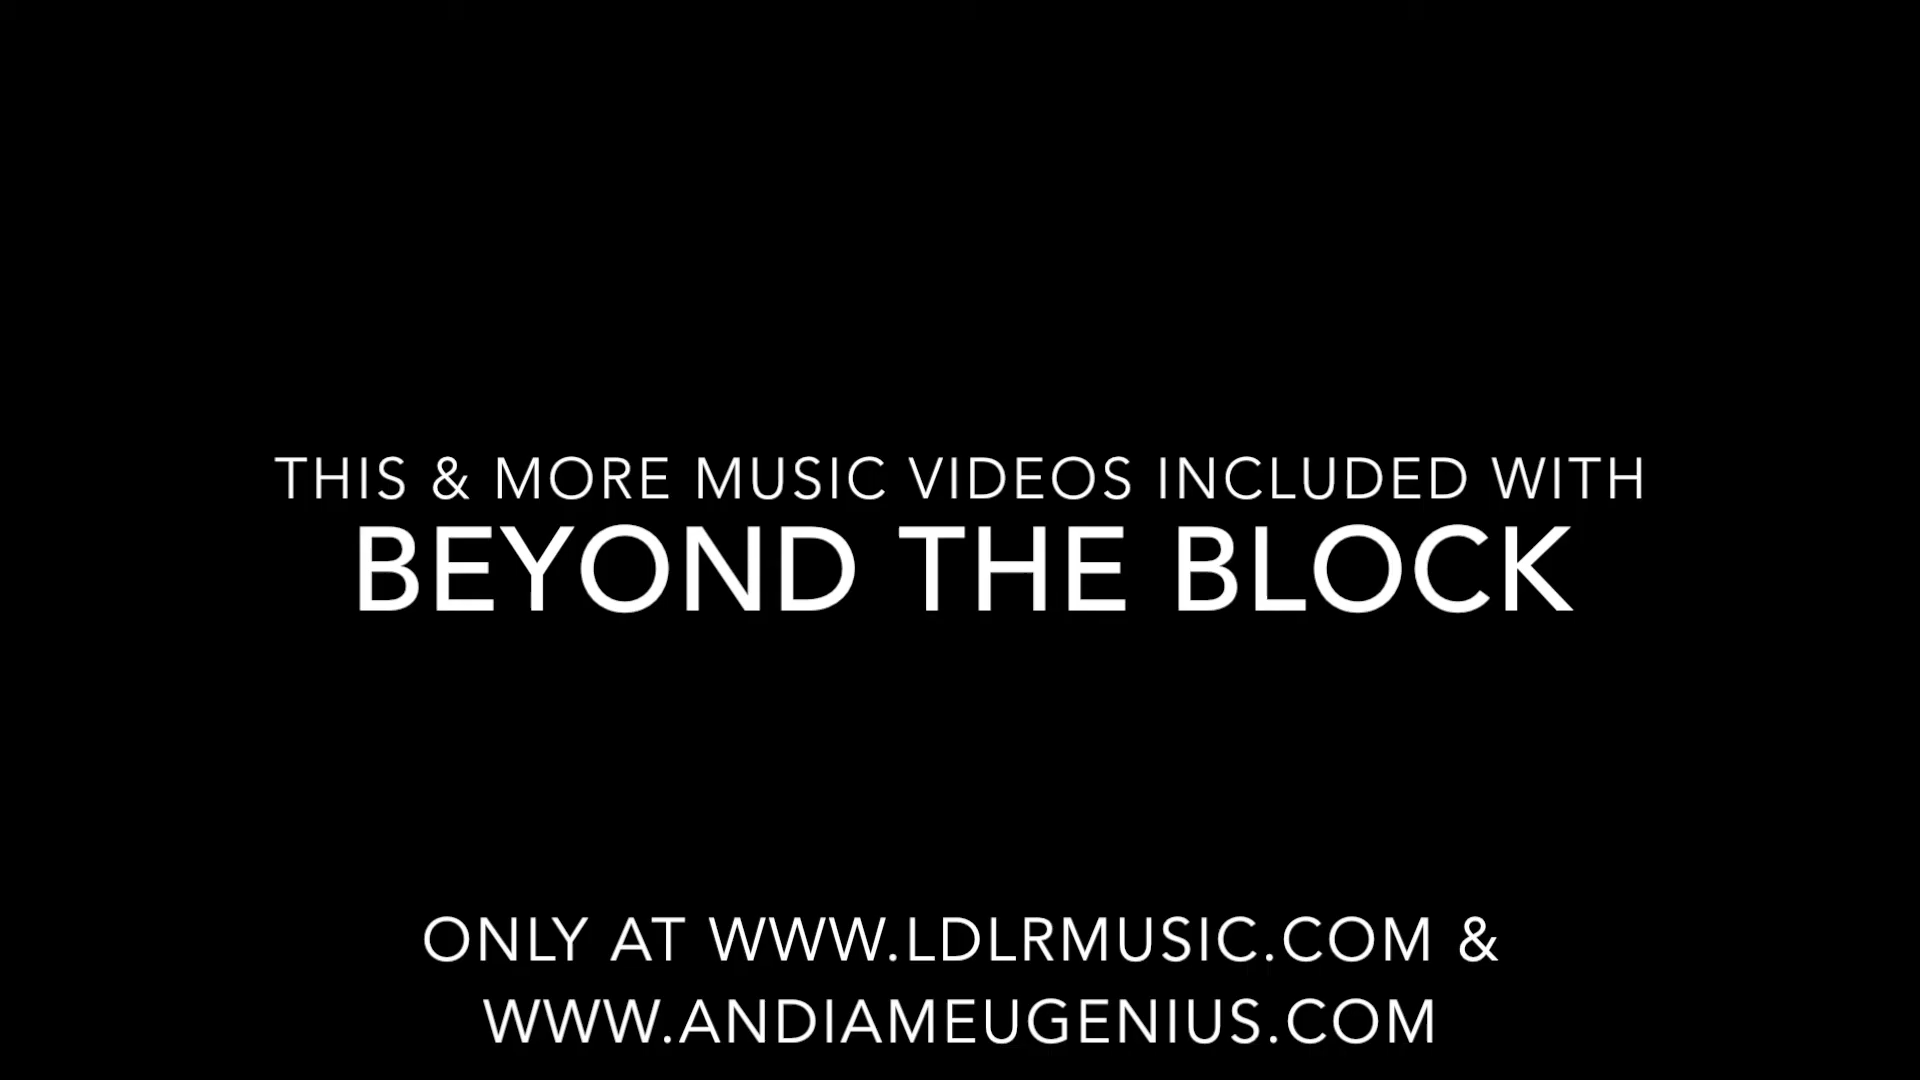 THIS & MORE MUSIC VIDEOS INCLUDED WITH
BEYOND THE BLOCK
ONLY AT WWW.LDLRMUSIC.COM &
WWW.ANDIAMEUGENIUS.COM